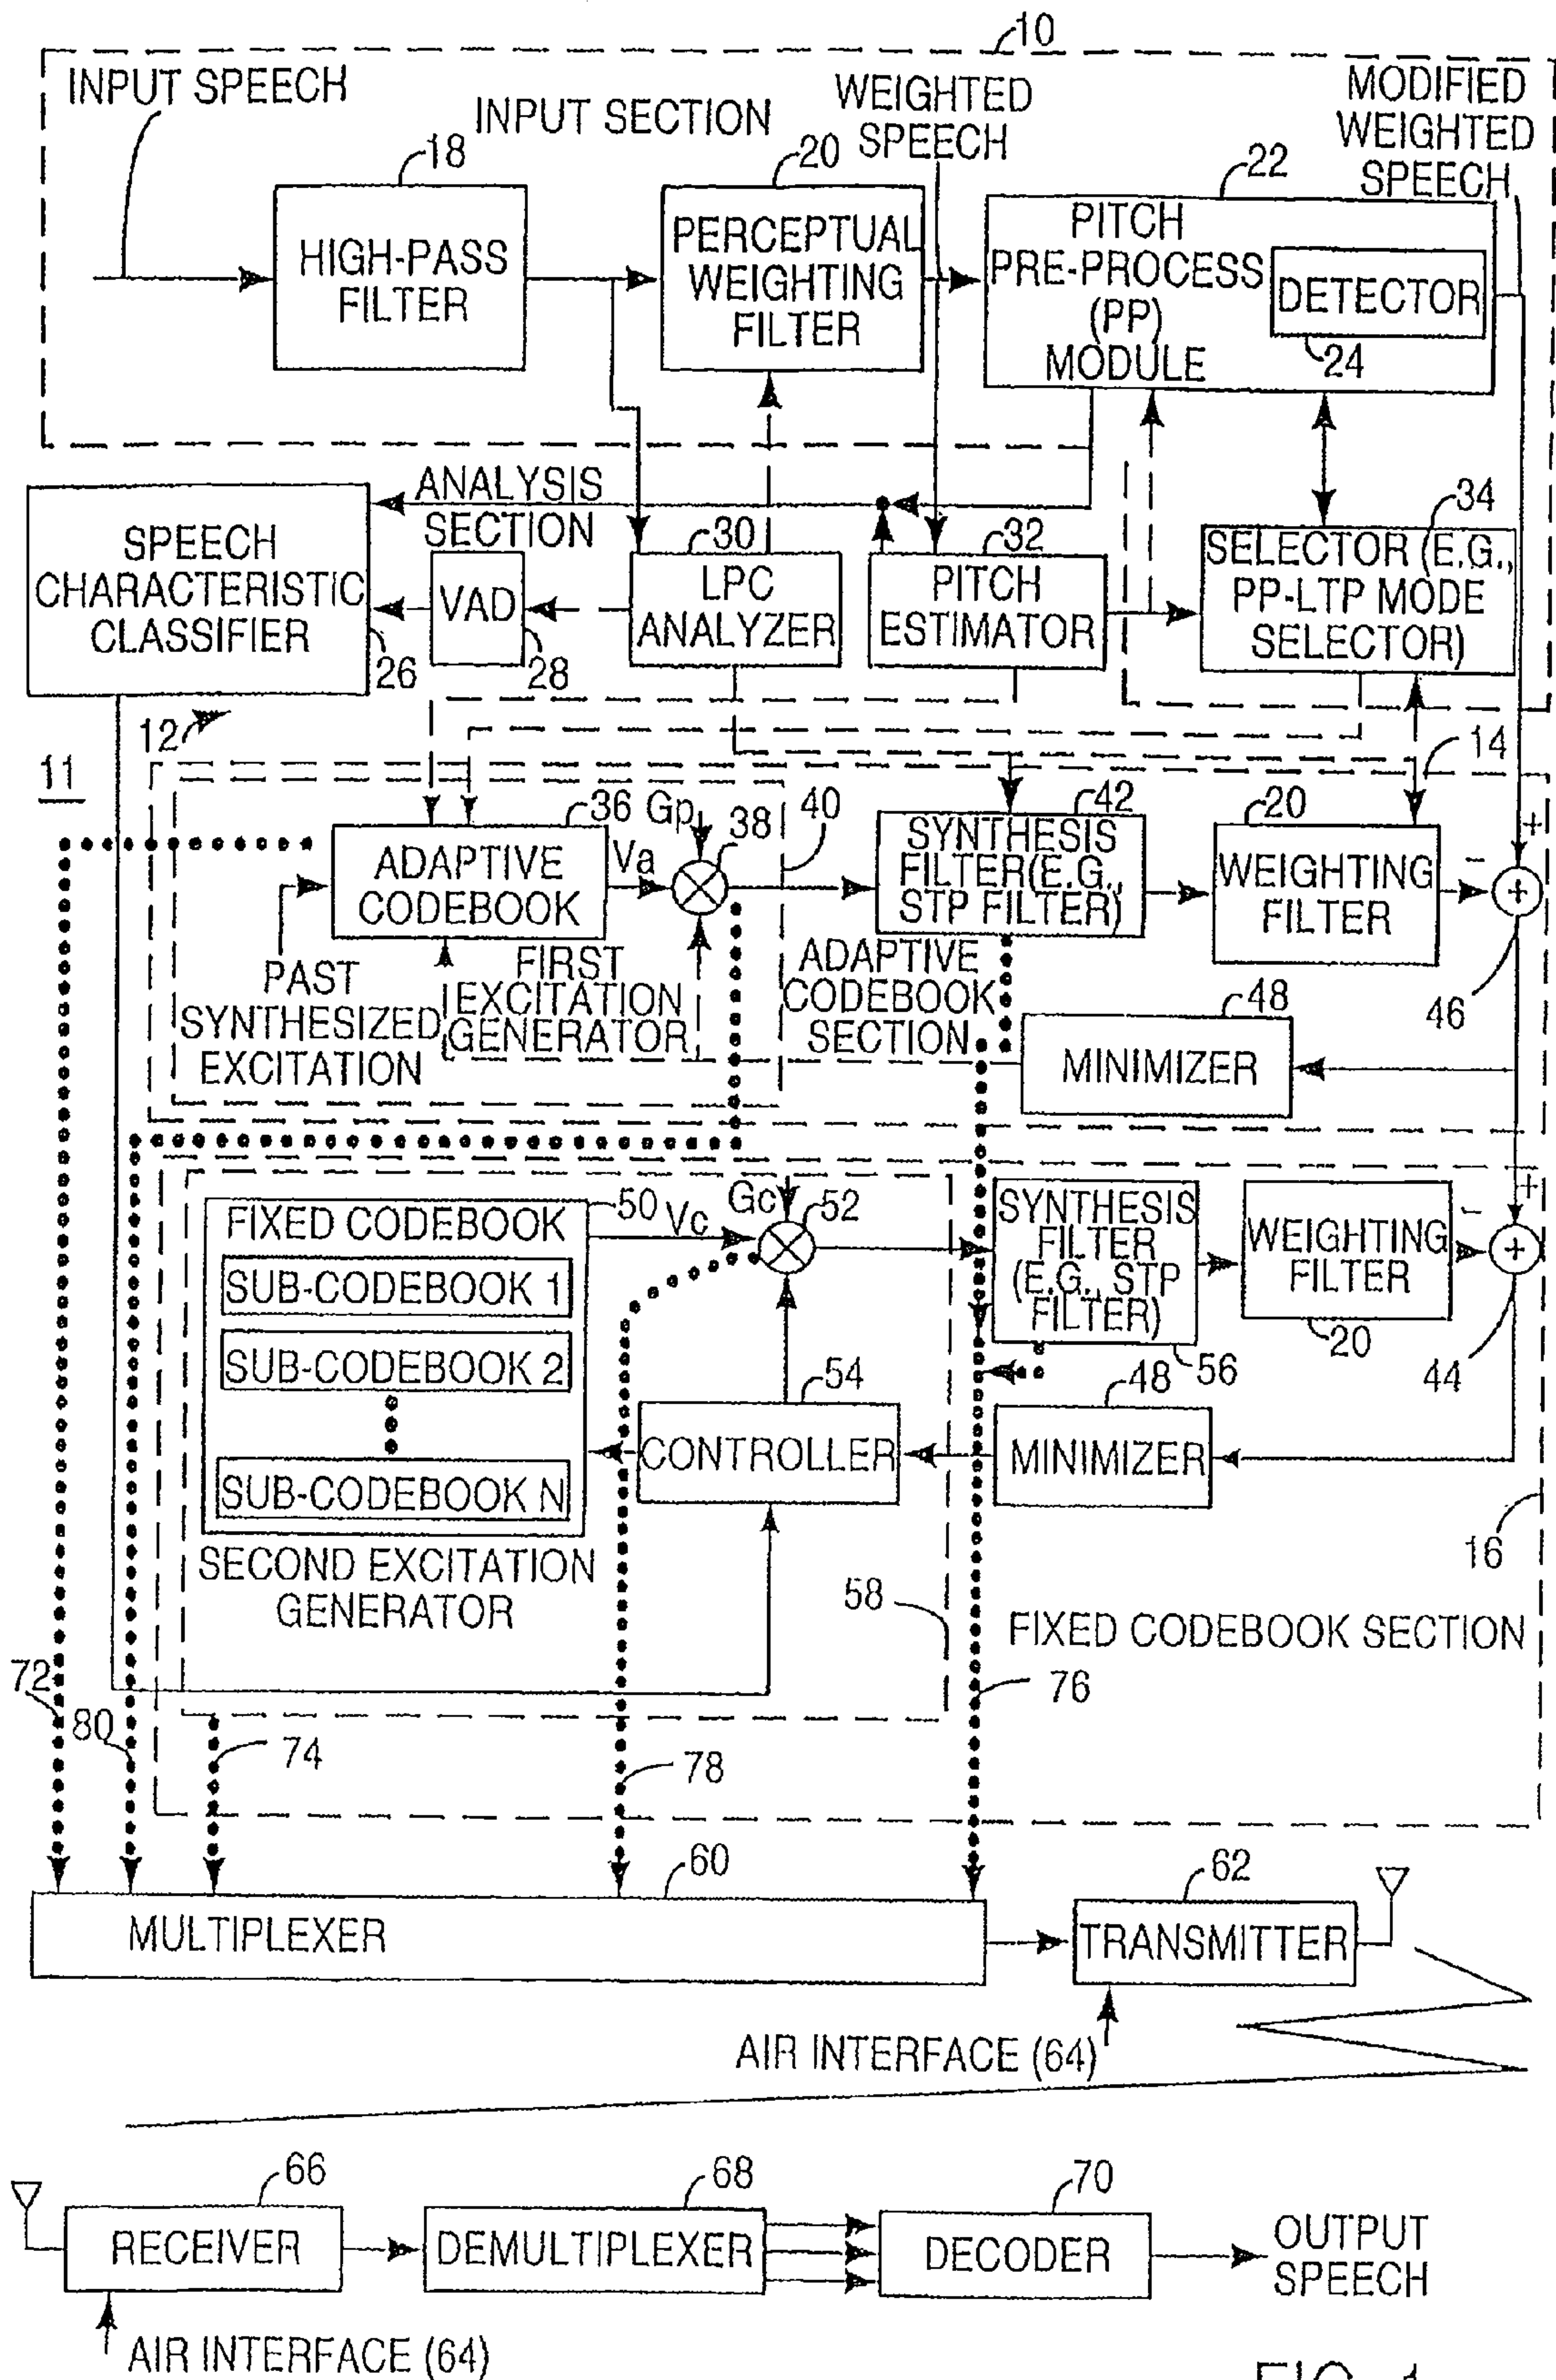 10
INPUT SPEECH
INPUT SECTION
WEIGHTED
SPEECH
MODIFIED
WEIGHTED
SPEECH
18
20
22
HIGH-PASS
FILTER
PERCEPTUAL
WEIGHTING
FILTER
PITCH
PRE-PROCESS
(PP)
MODULE
DETECTOR
24
ANALYSIS
SECTION
SPEECH
CHARACTERISTIC
CLASSIFIER
26
VAD
28
30
LPC
ANALYZER
32
PITCH
ESTIMATOR
34
SELECTOR (E.G.,
PP-LTP MODE
SELECTOR)
12
11
14
36
Gp
38
40
42
20
ADAPTIVE
CODEBOOK
Va
SYNTHESIS
FILTER(E.G.,
STP FILTER)
WEIGHTING
FILTER
-
+
+
46
PAST
SYNTHESIZED
EXCITATION
FIRST
EXCITATION
GENERATOR
ADAPTIVE
CODEBOOK
SECTION
48
MINIMIZER
FIXED CODEBOOK
50
Vc
Gc
52
SUB-CODEBOOK 1
SUB-CODEBOOK 2
SUB-CODEBOOK N
SYNTHESIS
FILTER
(E.G., STP
FILTER)
56
WEIGHTING
FILTER
20
-
+
+
44
54
CONTROLLER
48
MINIMIZER
16
SECOND EXCITATION
GENERATOR
58
FIXED CODEBOOK SECTION
72
80
74
78
76
60
MULTIPLEXER
62
TRANSMITTER
AIR INTERFACE (64)
66
RECEIVER
68
DEMULTIPLEXER
70
DECODER
OUTPUT
SPEECH
AIR INTERFACE (64)
FIG. 1